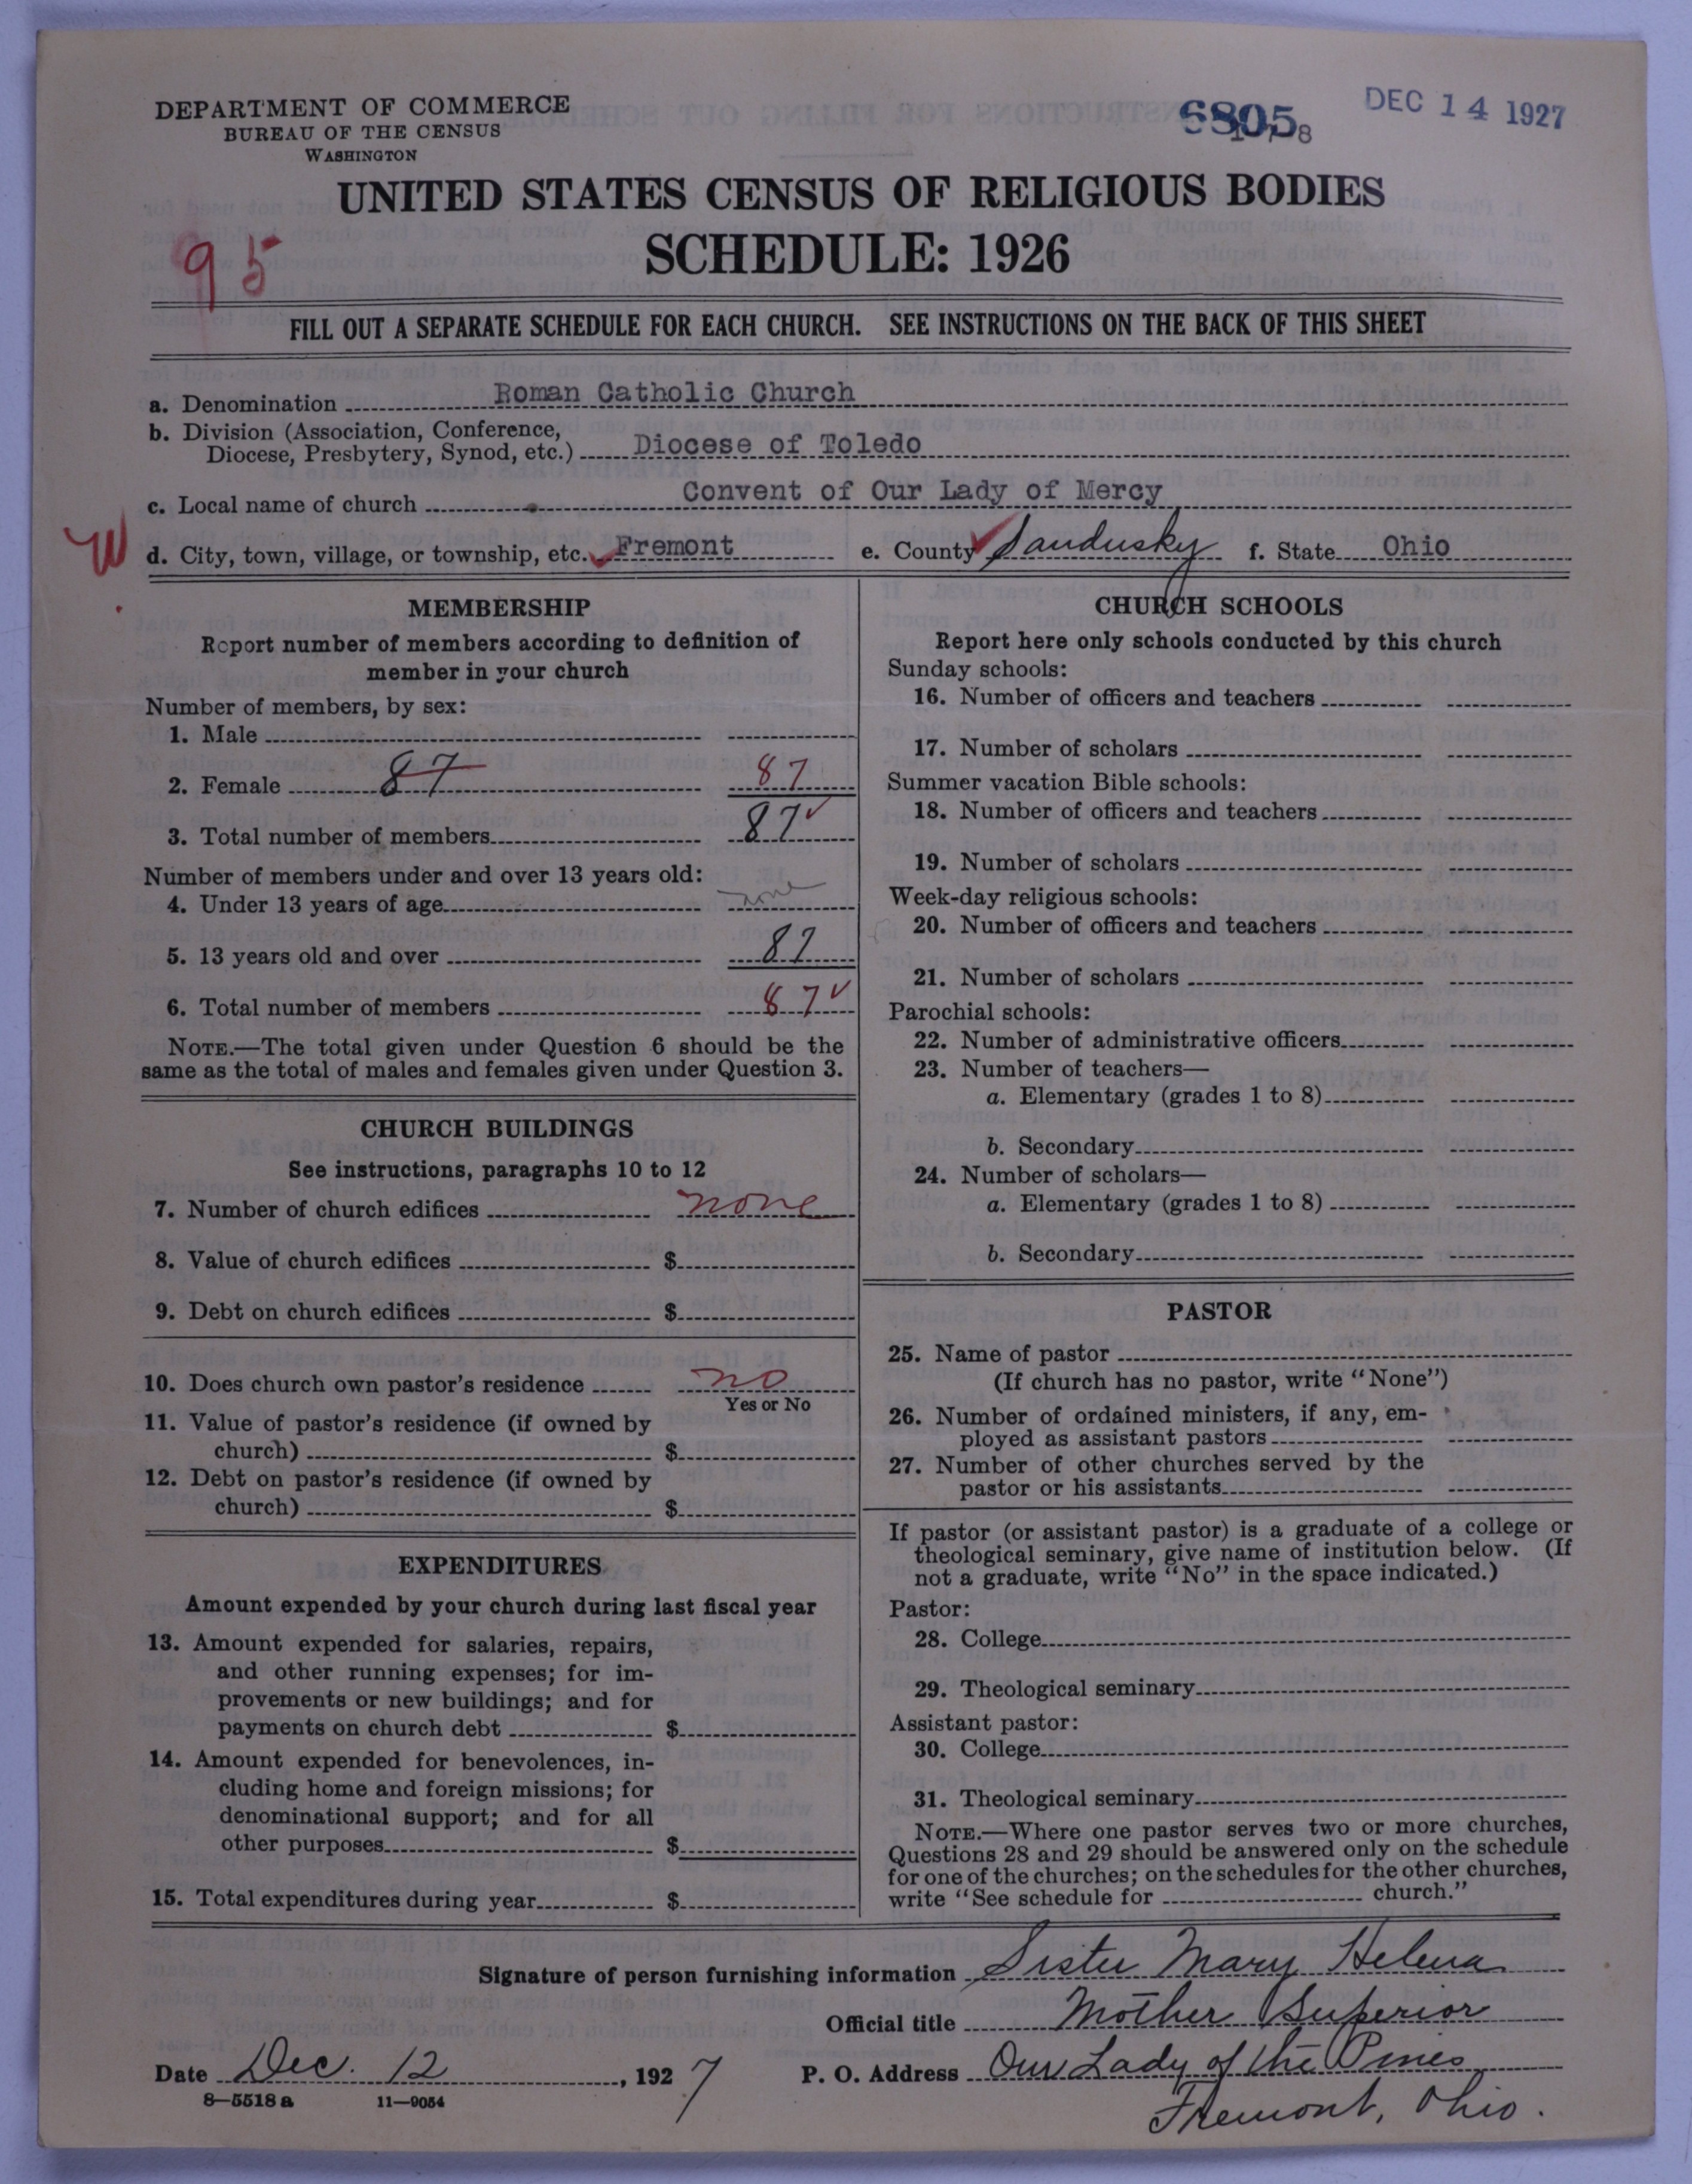 DEPARTMENT OF COMMERCE
BUREAU OF THE CENSUS
WASHINGTON
6805
DEC 14 1927
UNITED STATES CENSUS OF RELIGIOUS BODIES
SCHEDULE: 1926
95
FILL OUT A SEPARATE SCHEDULE FOR EACH CHURCH. SEE INSTRUCTIONS ON THE BACK OF THIS SHEET
a. Denomination Roman Catholic Church
b. Division (Association, Conference,
Diocese, Presbytery, Synod, etc.) Diocese of Toledo
c. Local name of church Convent of Our Lady of Mercy
W d. City, town, village, or township, etc. Fremont e. County Sandusky f. State Ohio
MEMBERSHIP
Report number of members according to definition of
member in your church
Number of members, by sex:
1. Male
2. Female 87 87
3. Total number of members 87 ✓
Number of members under and over 13 years old:
4. Under 13 years of age none
5. 13 years old and over 87
6. Total number of members 87 ✓
NOTE.—The total given under Question 6 should be the
same as the total of males and females given under Question 3.
CHURCH BUILDINGS
See instructions, paragraphs 10 to 12
7. Number of church edifices none
8. Value of church edifices $
9. Debt on church edifices $
10. Does church own pastor's residence no
Yes or No
11. Value of pastor's residence (if owned by
church) $
12. Debt on pastor's residence (if owned by
church) $
EXPENDITURES
Amount expended by your church during last fiscal year
13. Amount expended for salaries, repairs,
and other running expenses; for im-
provements or new buildings; and for
payments on church debt $
14. Amount expended for benevolences, in-
cluding home and foreign missions; for
denominational support; and for all
other purposes $
15. Total expenditures during year $
CHURCH SCHOOLS
Report here only schools conducted by this church
Sunday schools:
16. Number of officers and teachers
17. Number of scholars
Summer vacation Bible schools:
18. Number of officers and teachers
19. Number of scholars
Week-day religious schools:
20. Number of officers and teachers
21. Number of scholars
Parochial schools:
22. Number of administrative officers
23. Number of teachers—
a. Elementary (grades 1 to 8)
b. Secondary
24. Number of scholars—
a. Elementary (grades 1 to 8)
b. Secondary
PASTOR
25. Name of pastor
(If church has no pastor, write "None")
26. Number of ordained ministers, if any, em-
ployed as assistant pastors
27. Number of other churches served by the
pastor or his assistants
If pastor (or assistant pastor) is a graduate of a college or
theological seminary, give name of institution below. (If
not a graduate, write "No" in the space indicated.)
Pastor:
28. College
29. Theological seminary
Assistant pastor:
30. College
31. Theological seminary
NOTE.—Where one pastor serves two or more churches,
Questions 28 and 29 should be answered only on the schedule
for one of the churches; on the schedules for the other churches,
write "See schedule for church."
Signature of person furnishing information Sister Mary Helena
Official title Mother Superior
Date Dec. 12, 1927 P. O. Address Our Lady of the Pines
8—5518 a 11—9054 Fremont, Ohio.